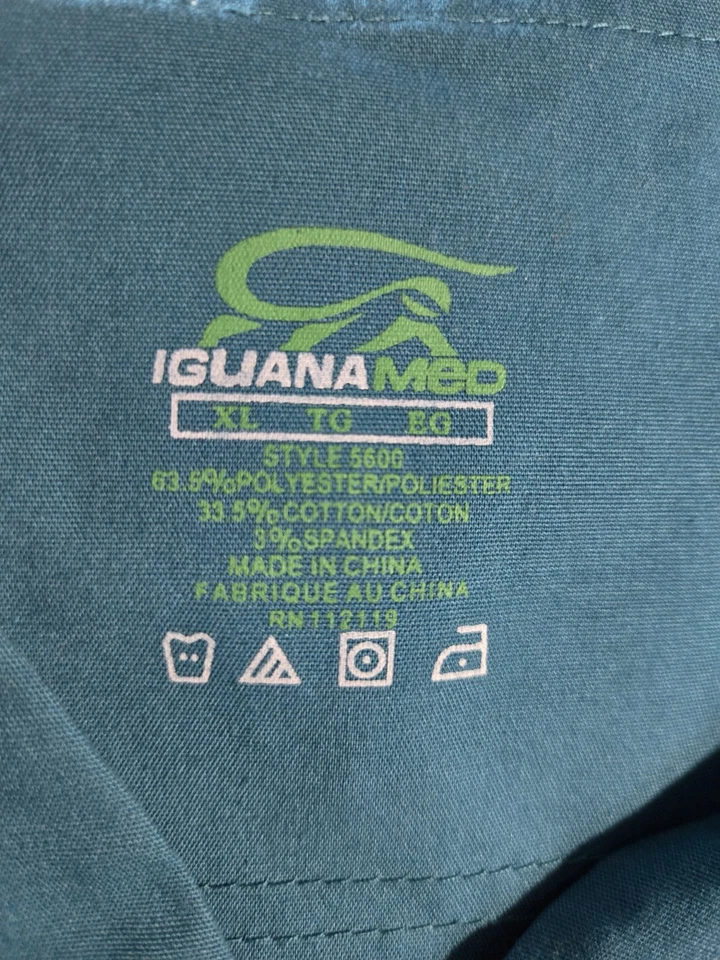 IGUANAMED
XL TG EG
STYLE 5600
63.5%POLYESTER/POLIESTER
33.5%COTTON/COTON
3%SPANDEX
MADE IN CHINA
FABRIQUE AU CHINA
RN 112119